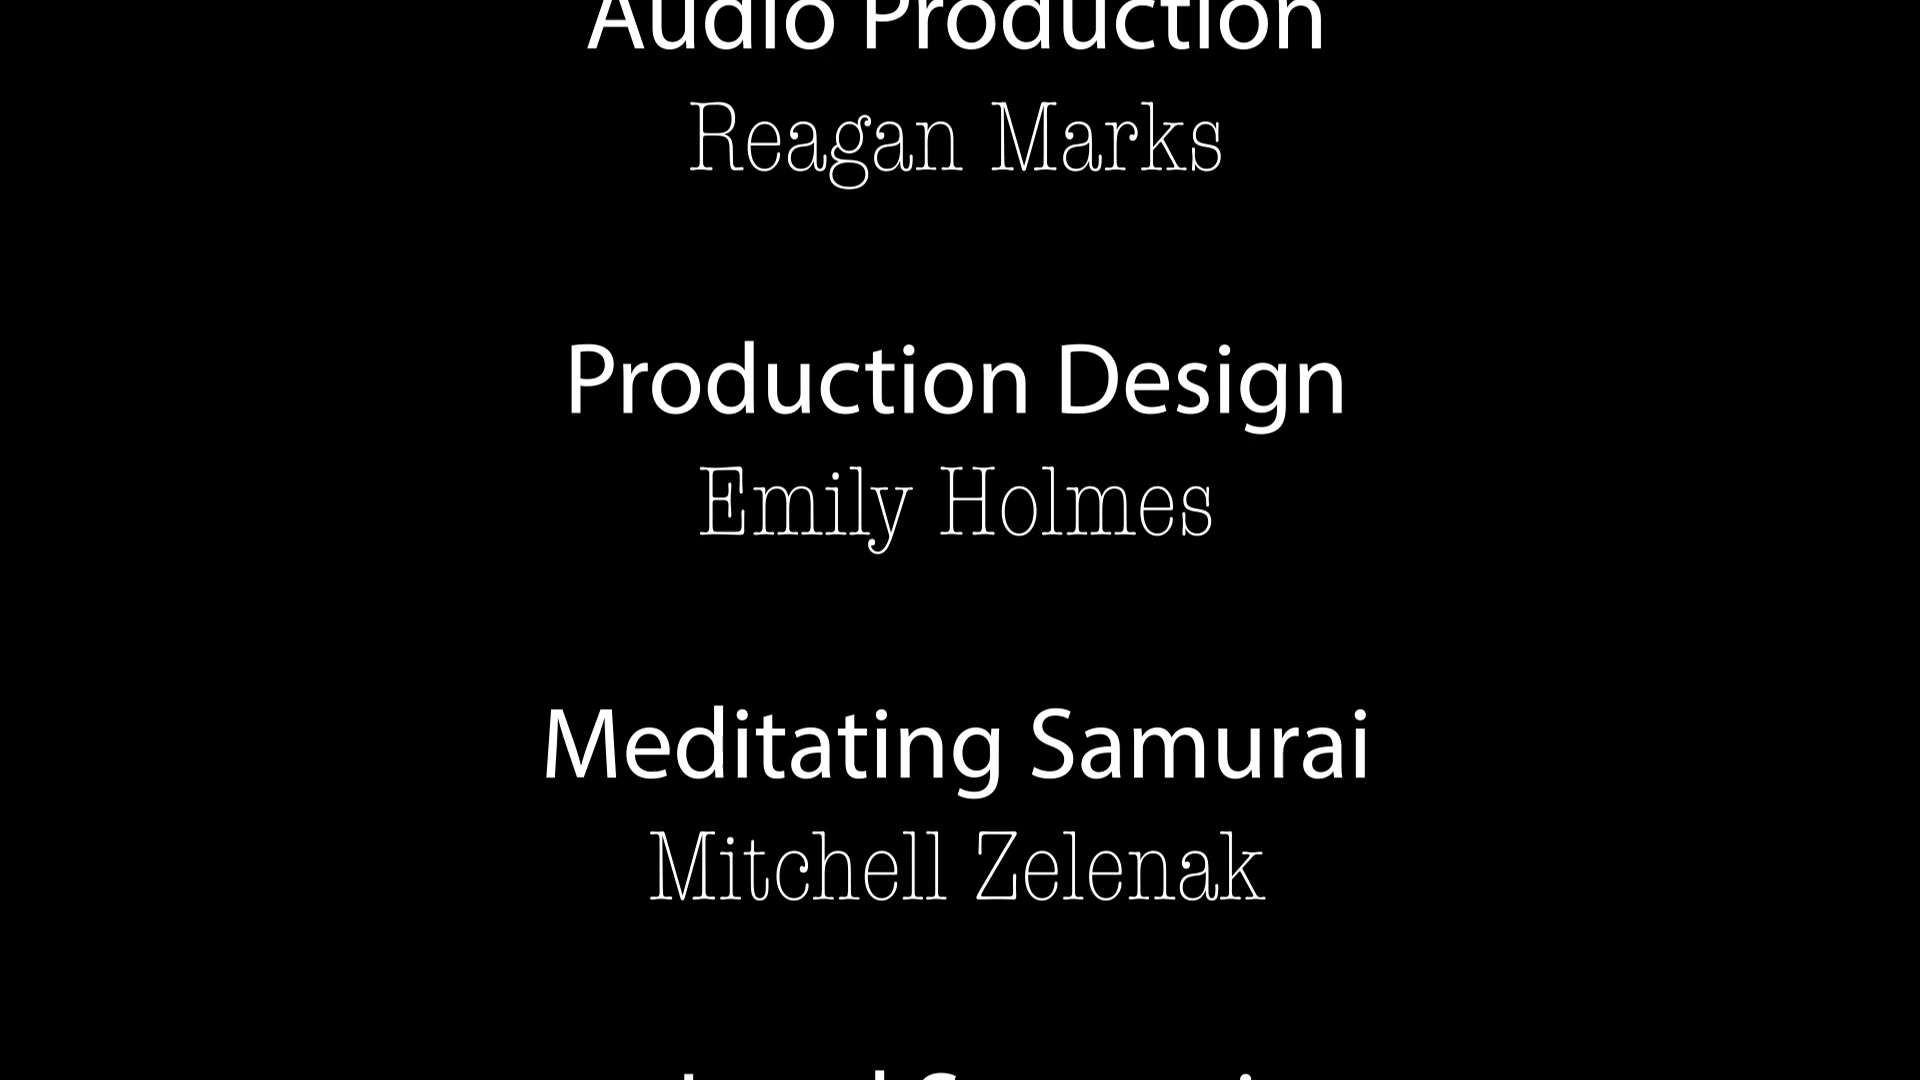 Audio Production
Reagan Marks
Production Design
Emily Holmes
Meditating Samurai
Mitchell Zelenak